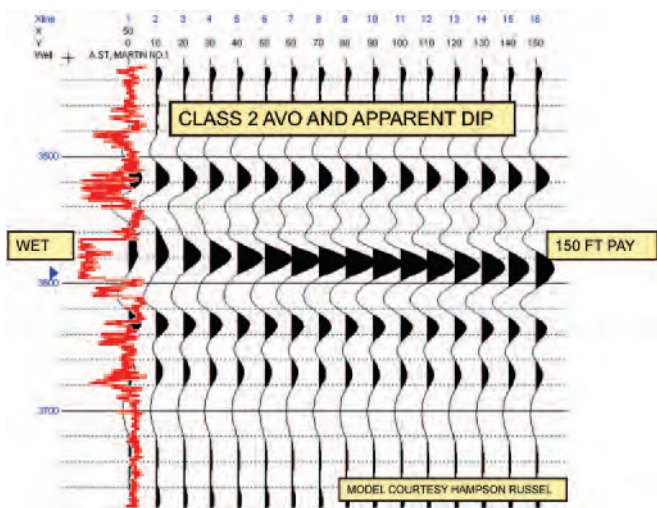 Xline 1 2 3 4 5 6 7 8 9 10 11 12 13 14 15 16
X 50
Y 0 10 20 30 40 50 60 70 80 90 100 110 120 130 140 150
Well A.ST, MARTIN NO.1
CLASS 2 AVO AND APPARENT DIP
3500
WET
150 FT PAY
3600
3700
MODEL COURTESY HAMPSON RUSSEL